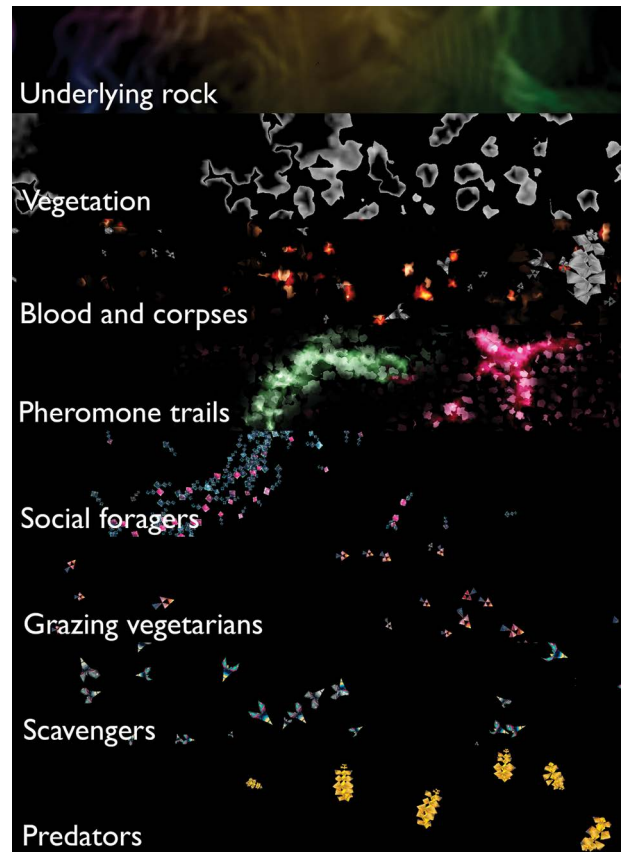 Underlying rock
Vegetation
Blood and corpses
Pheromone trails
Social foragers
Grazing vegetarians
Scavengers
Predators